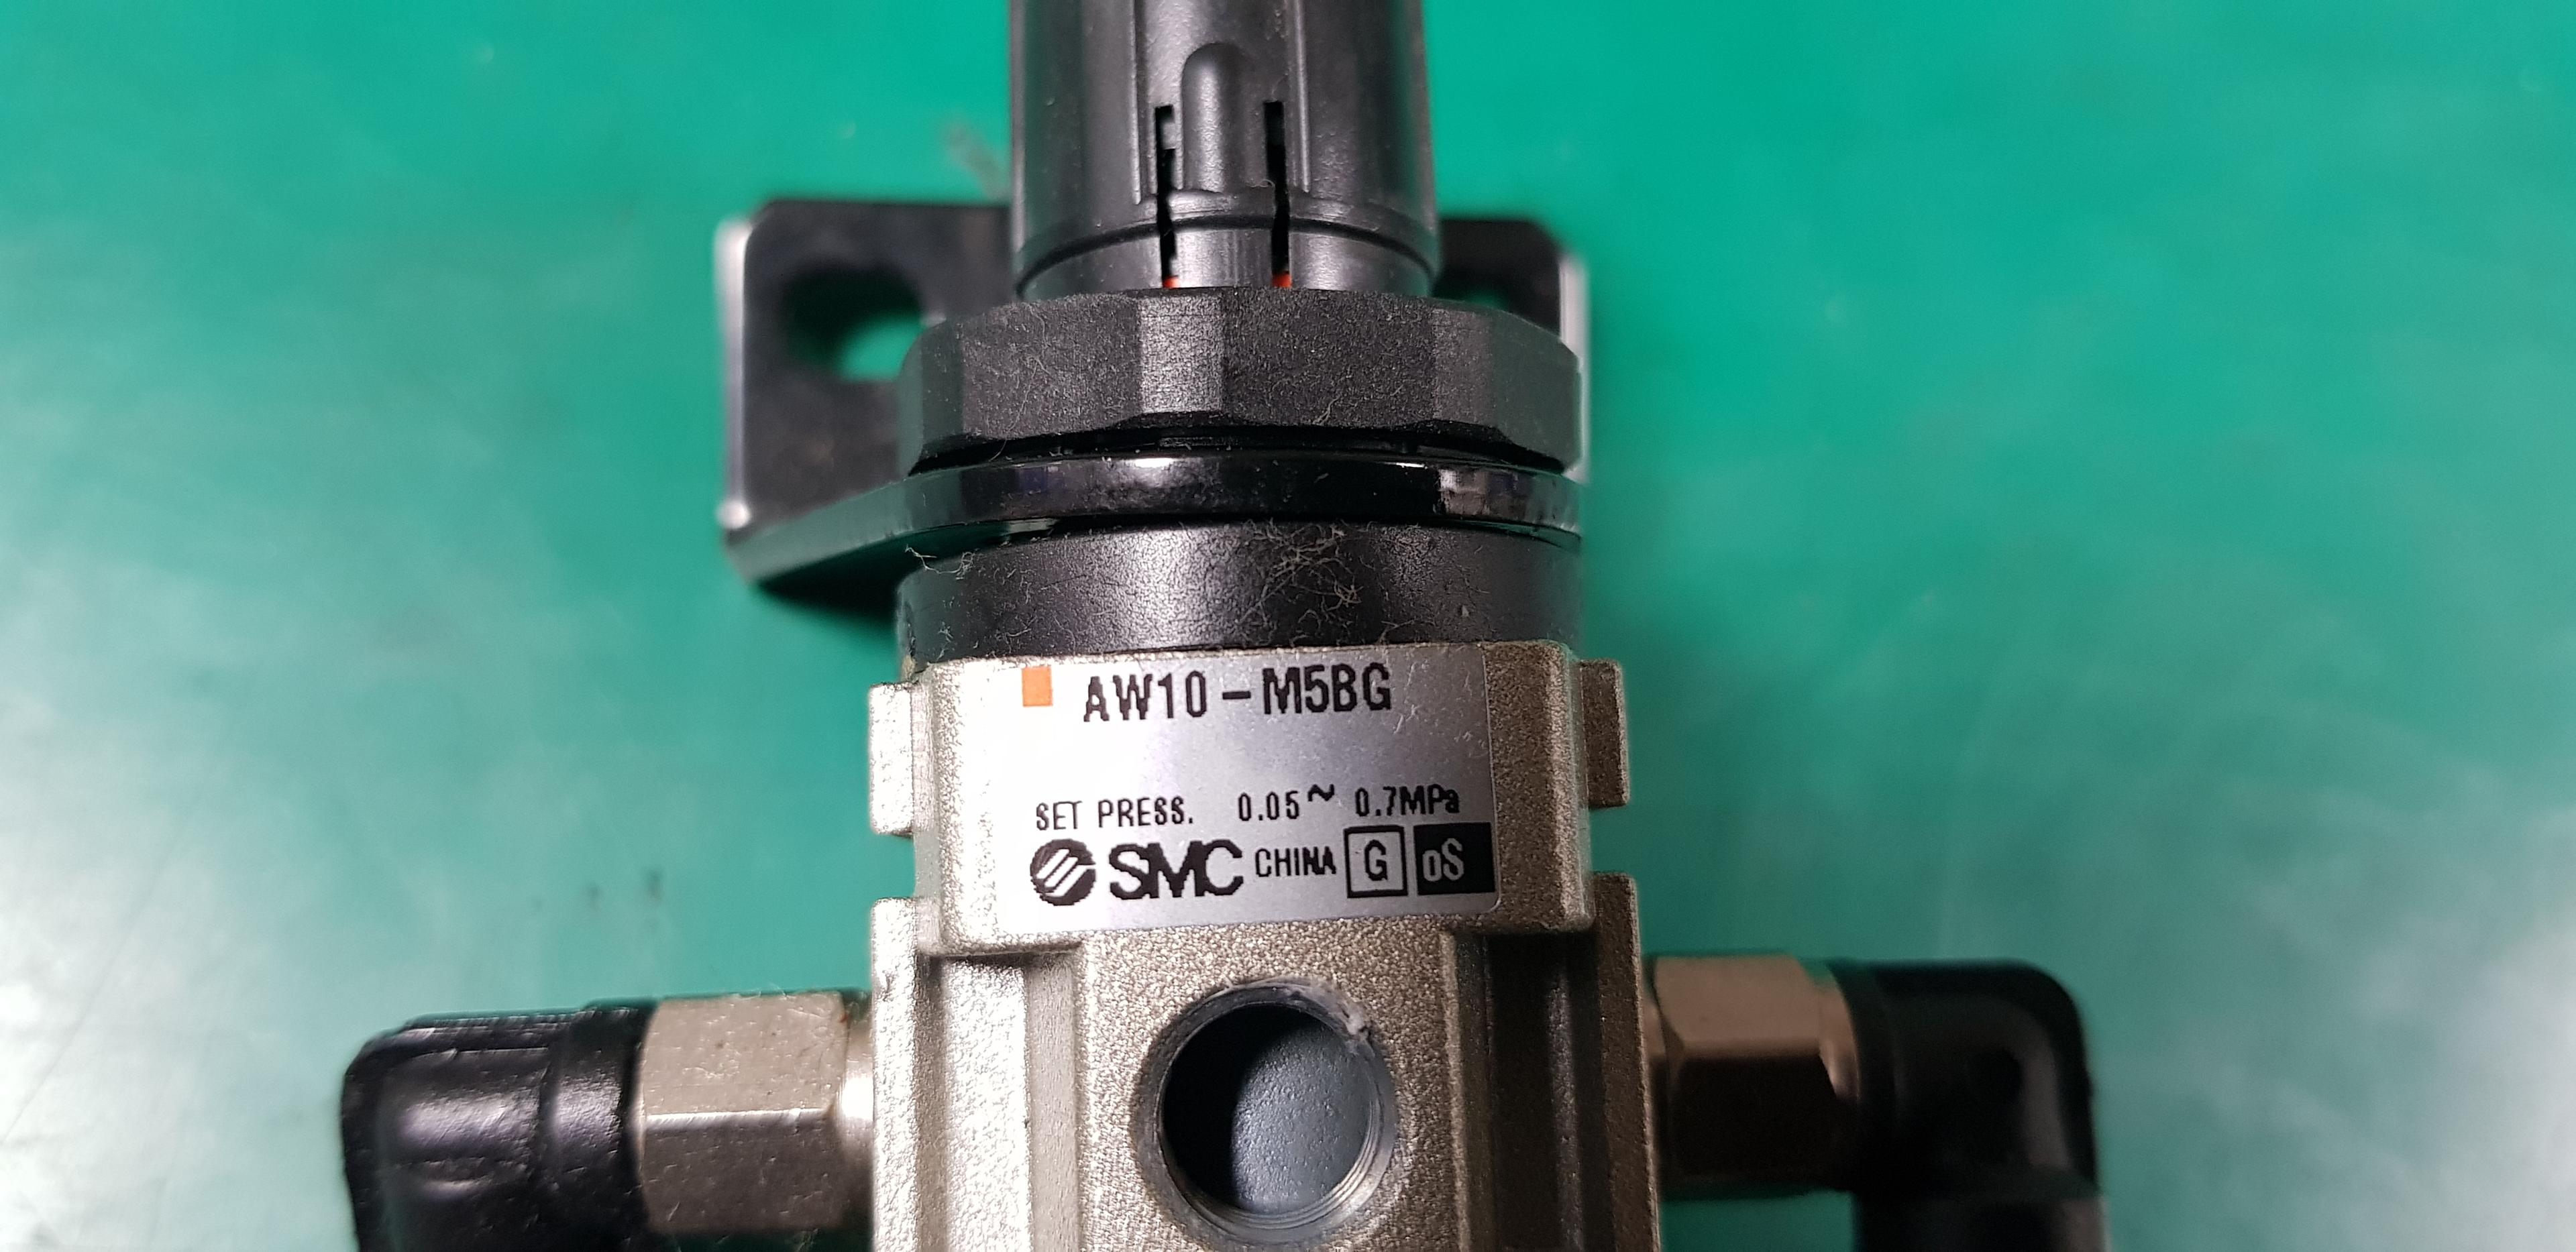 AW10-M5BG
SET PRESS. 0.05~0.7MPa
SMC CHINA G oS